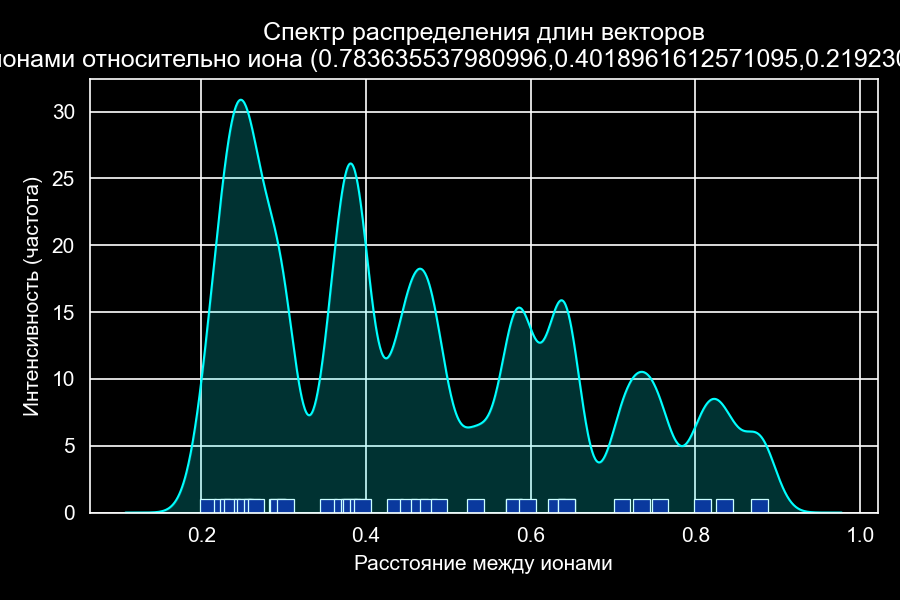 Спектр распределения длин векторов
ионами относительно иона (0.783635537980996,0.4018961612571095,0.219230
Интенсивность (частота)
30
25
20
15
10
5
0
0.2 0.4 0.6 0.8 1.0
Расстояние между ионами